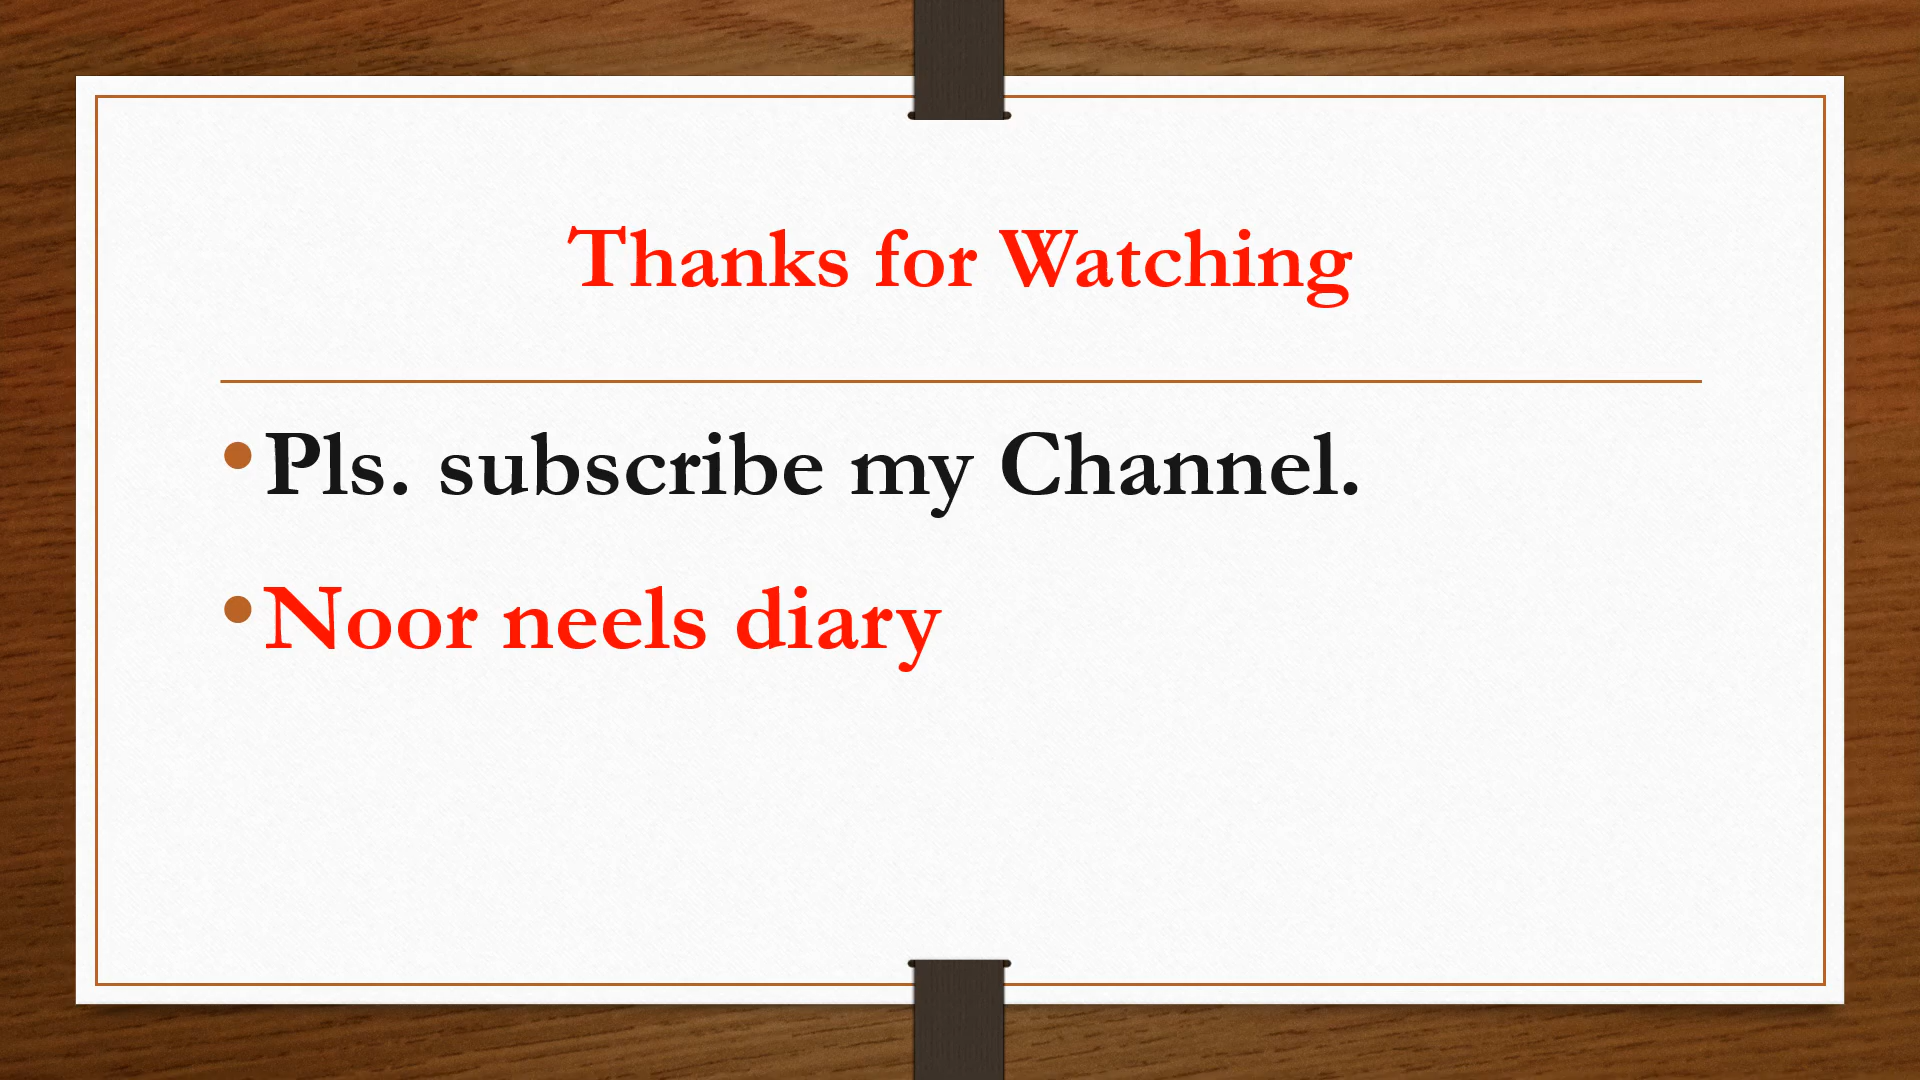 Thanks for Watching
• Pls. subscribe my Channel.
• Noor neels diary